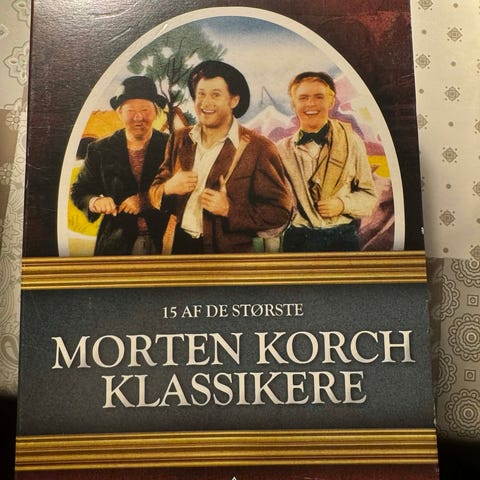 15 AF DE STØRSTE
MORTEN KORCH
KLASSIKERE